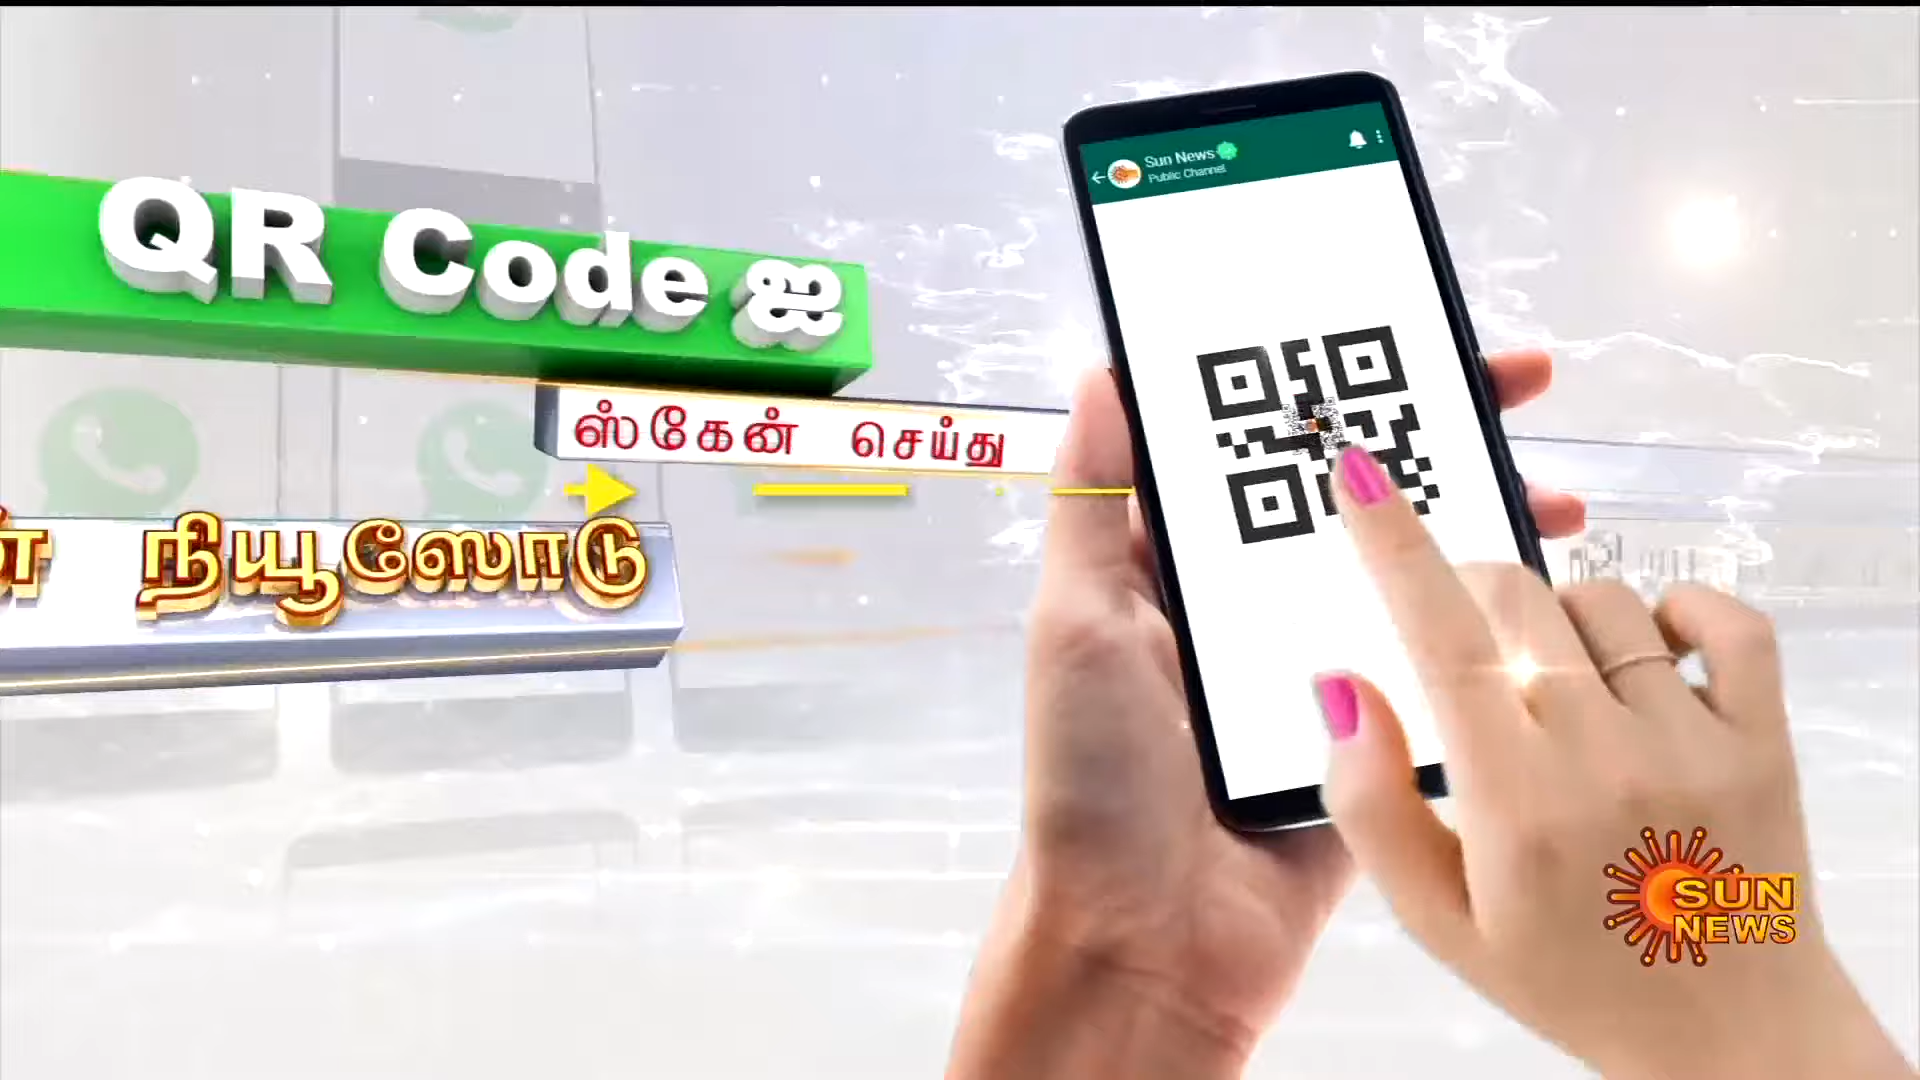 QR Code ஐ
ஸ்கேன் செய்து
நியூஸோடு
Sun News
Public Channel
SUN
NEWS